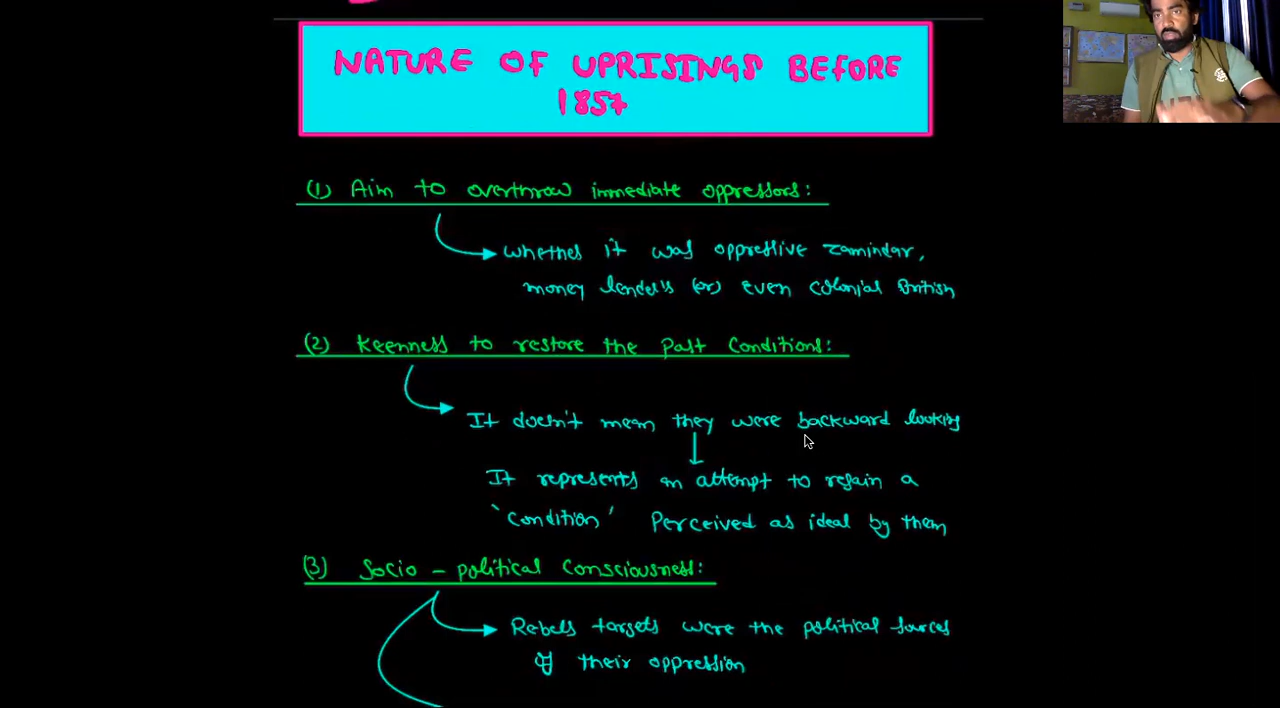 NATURE OF UPRISINGS BEFORE
1857
(1) Aim to overthrow immediate oppressors:
Whether it was oppressive zamindar,
money lenders (or) even colonial British
(2) Keenness to restore the Past Conditions:
It doesn't mean they were backward looking
It represents an attempt to regain a
'Condition' Perceived as ideal by them
(3) Socio-political Consciousness:
Rebels targets were the political sources
of their oppression